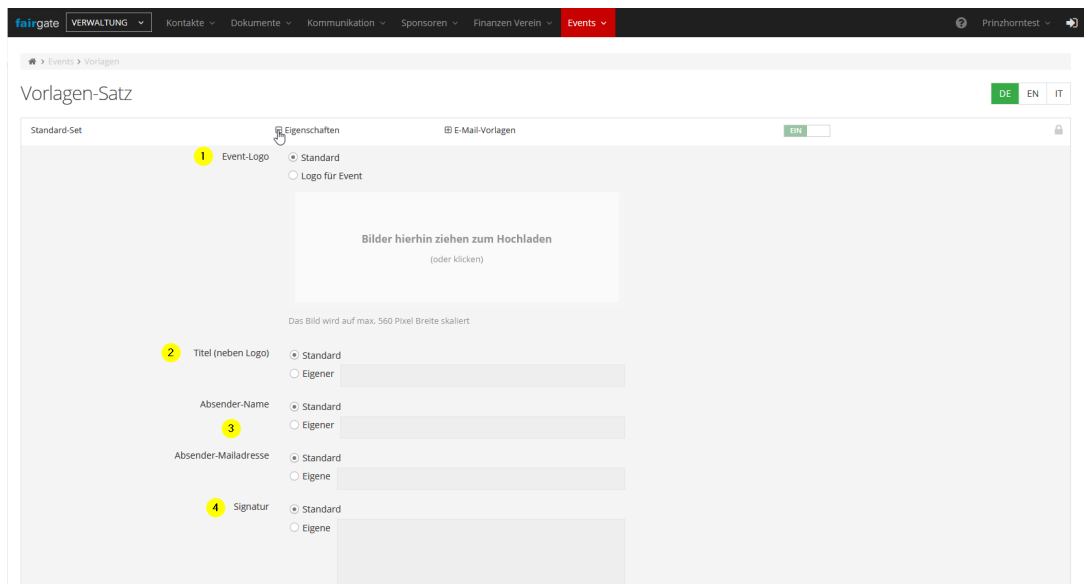 fairgate VERWALTUNG Kontakte Dokumente Kommunikation Sponsoren Finanzen Verein Events Prinzhorntest
> Events > Vorlagen
Vorlagen-Satz DE EN IT
Standard-Set Eigenschaften E-Mail-Vorlagen EIN
1 Event-Logo Standard
Logo für Event
Bilder hierhin ziehen zum Hochladen
(oder klicken)
Das Bild wird auf max. 560 Pixel Breite skaliert
2 Titel (neben Logo) Standard
Eigener
Absender-Name Standard
3 Eigener
Absender-Mailadresse Standard
Eigene
4 Signatur Standard
Eigene